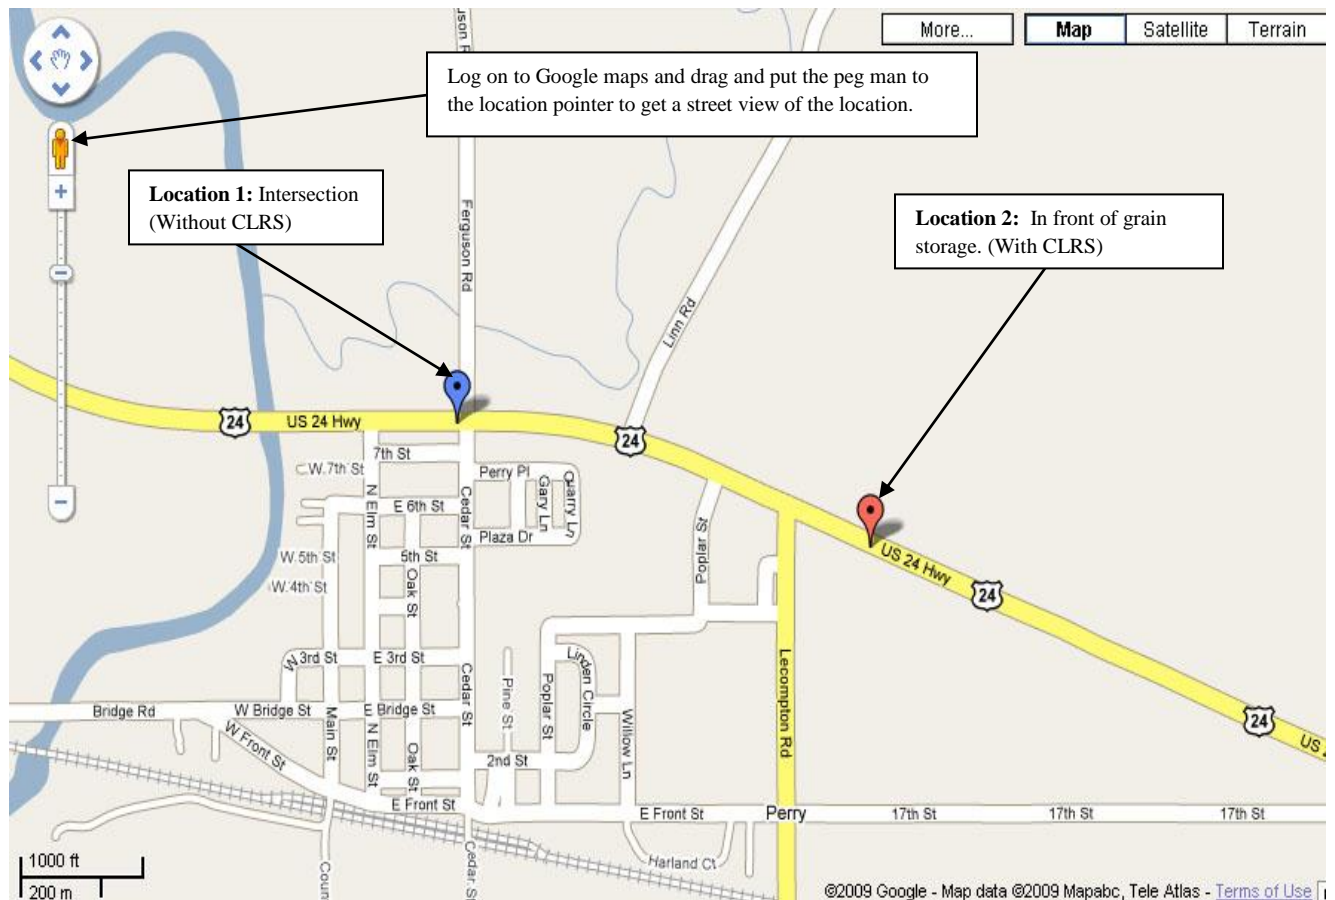 More...
Map
Satellite
Terrain
Log on to Google maps and drag and put the peg man to
the location pointer to get a street view of the location.
Location 1: Intersection
(Without CLRS)
Location 2: In front of grain
storage. (With CLRS)
Ferguson Rd
Linn Rd
24
US 24 Hwy
24
7th St
W 7th St
Perry Pl
Gary Ln
Quarry Ln
N Elm St
E 6th St
Cedar St
Plaza Dr
Poplar St
W 5th St
5th St
US 24 Hwy
24
W 4th St
Oak St
W 3rd St
E 3rd St
Cedar St
Pine St
Poplar St
Linden Circle
Willow Ln
Lecompton Rd
Bridge Rd
W Bridge St
E Bridge St
24
W Front St
Main St
N Elm St
Oak St
2nd St
E Front St
E Front St
Perry
17th St
17th St
17th St
Harland Ct
Cedar St
1000 ft
200 m
©2009 Google - Map data ©2009 Mapabc, Tele Atlas - Terms of Use